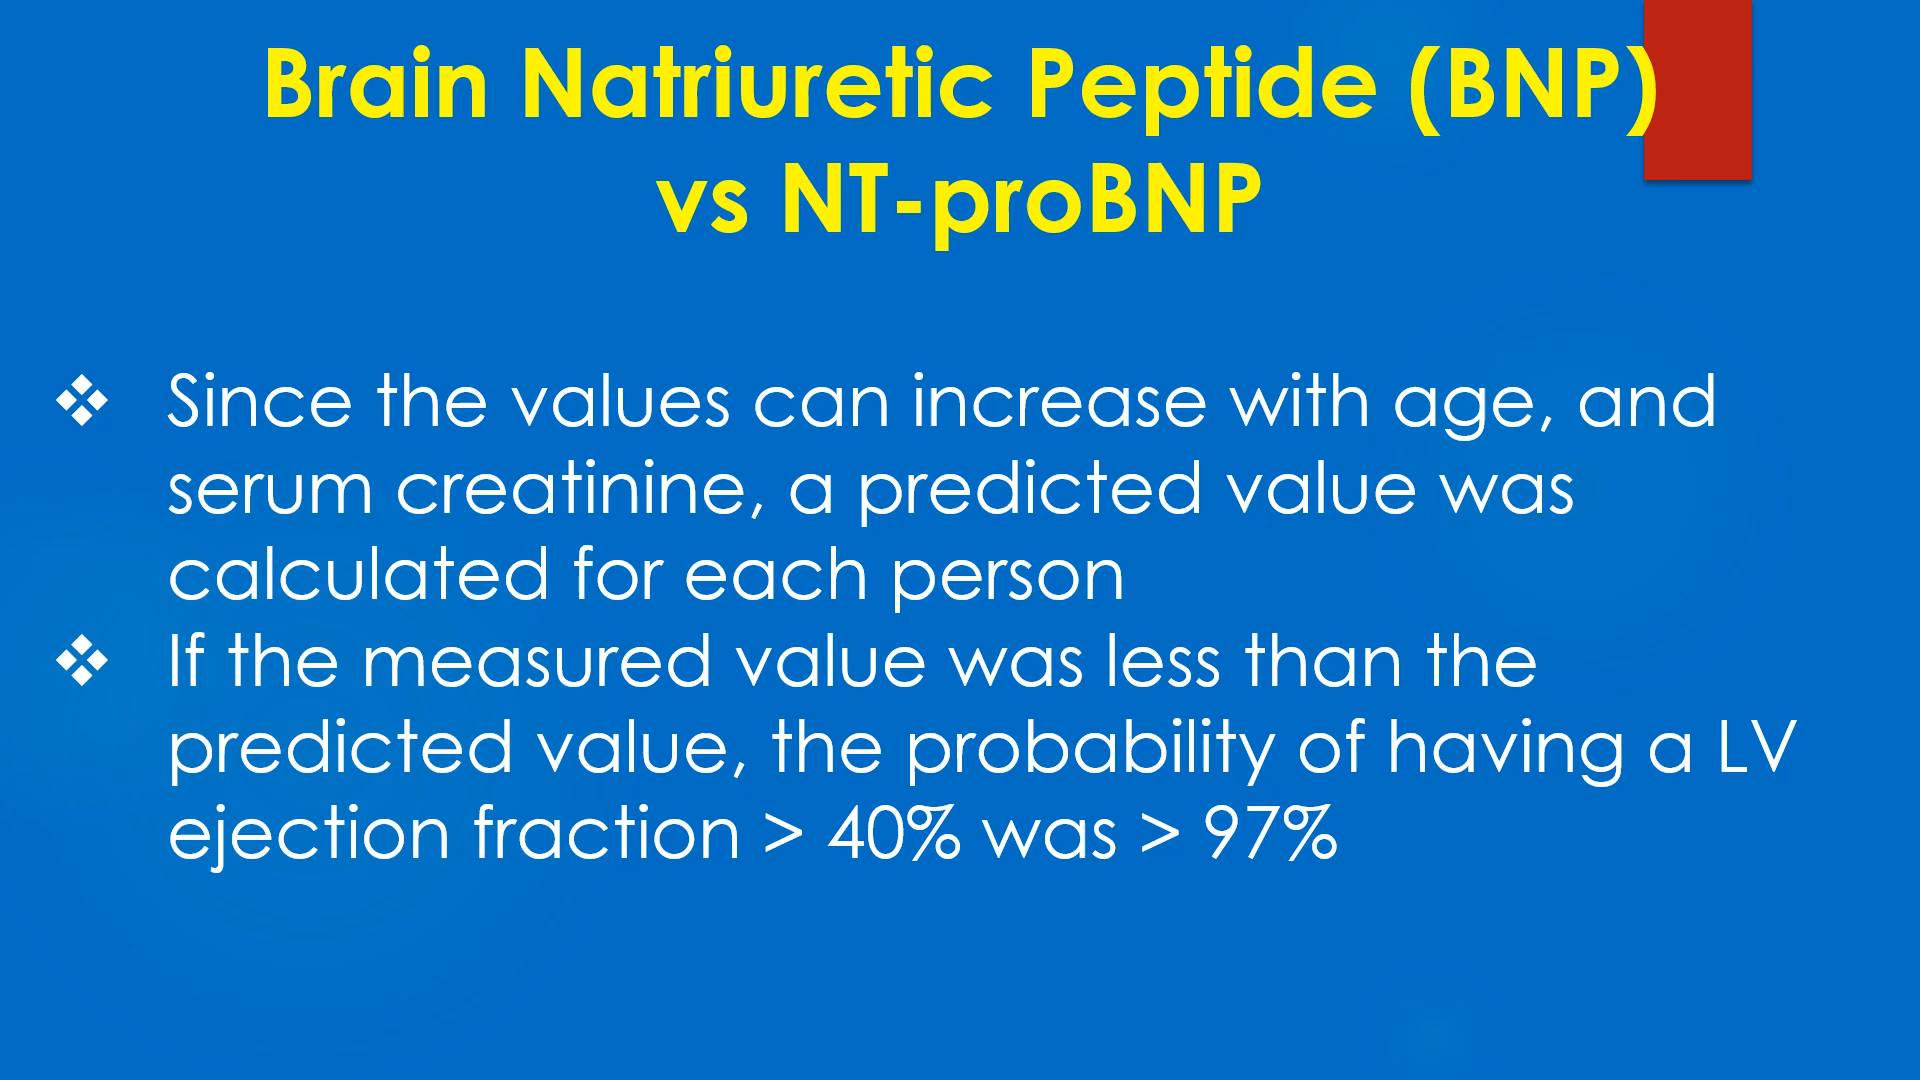 Brain Natriuretic Peptide (BNP)
vs NT-proBNP
❖ Since the values can increase with age, and
serum creatinine, a predicted value was
calculated for each person
❖ If the measured value was less than the
predicted value, the probability of having a LV
ejection fraction > 40% was > 97%